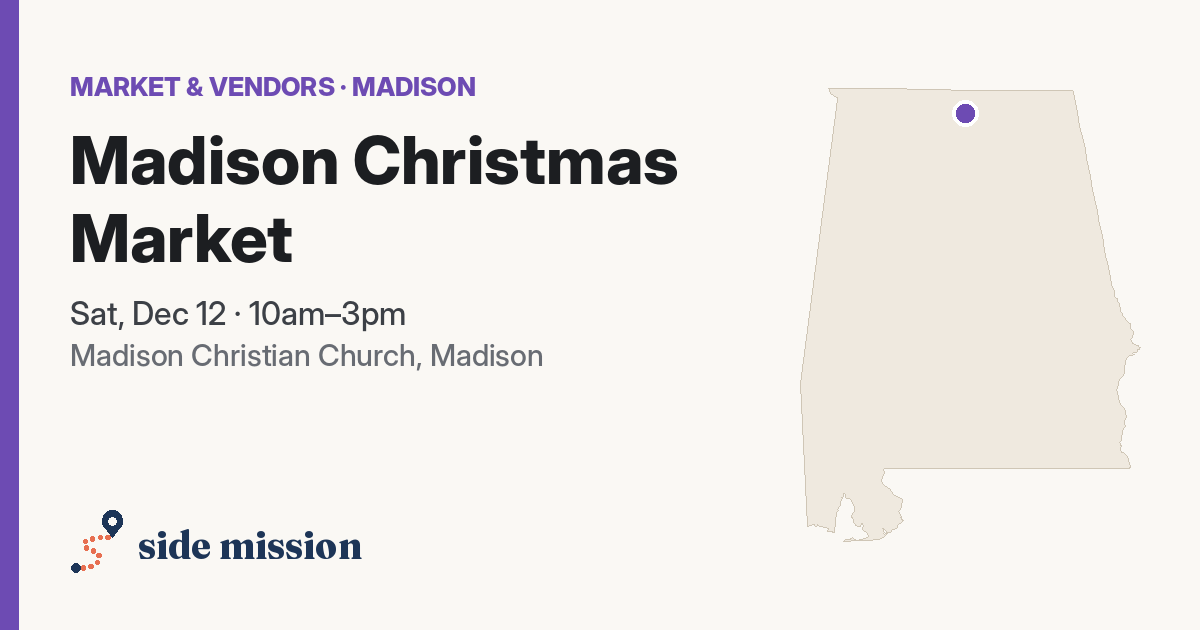 MARKET & VENDORS · MADISON
Madison Christmas
Market
Sat, Dec 12 · 10am–3pm
Madison Christian Church, Madison
side mission